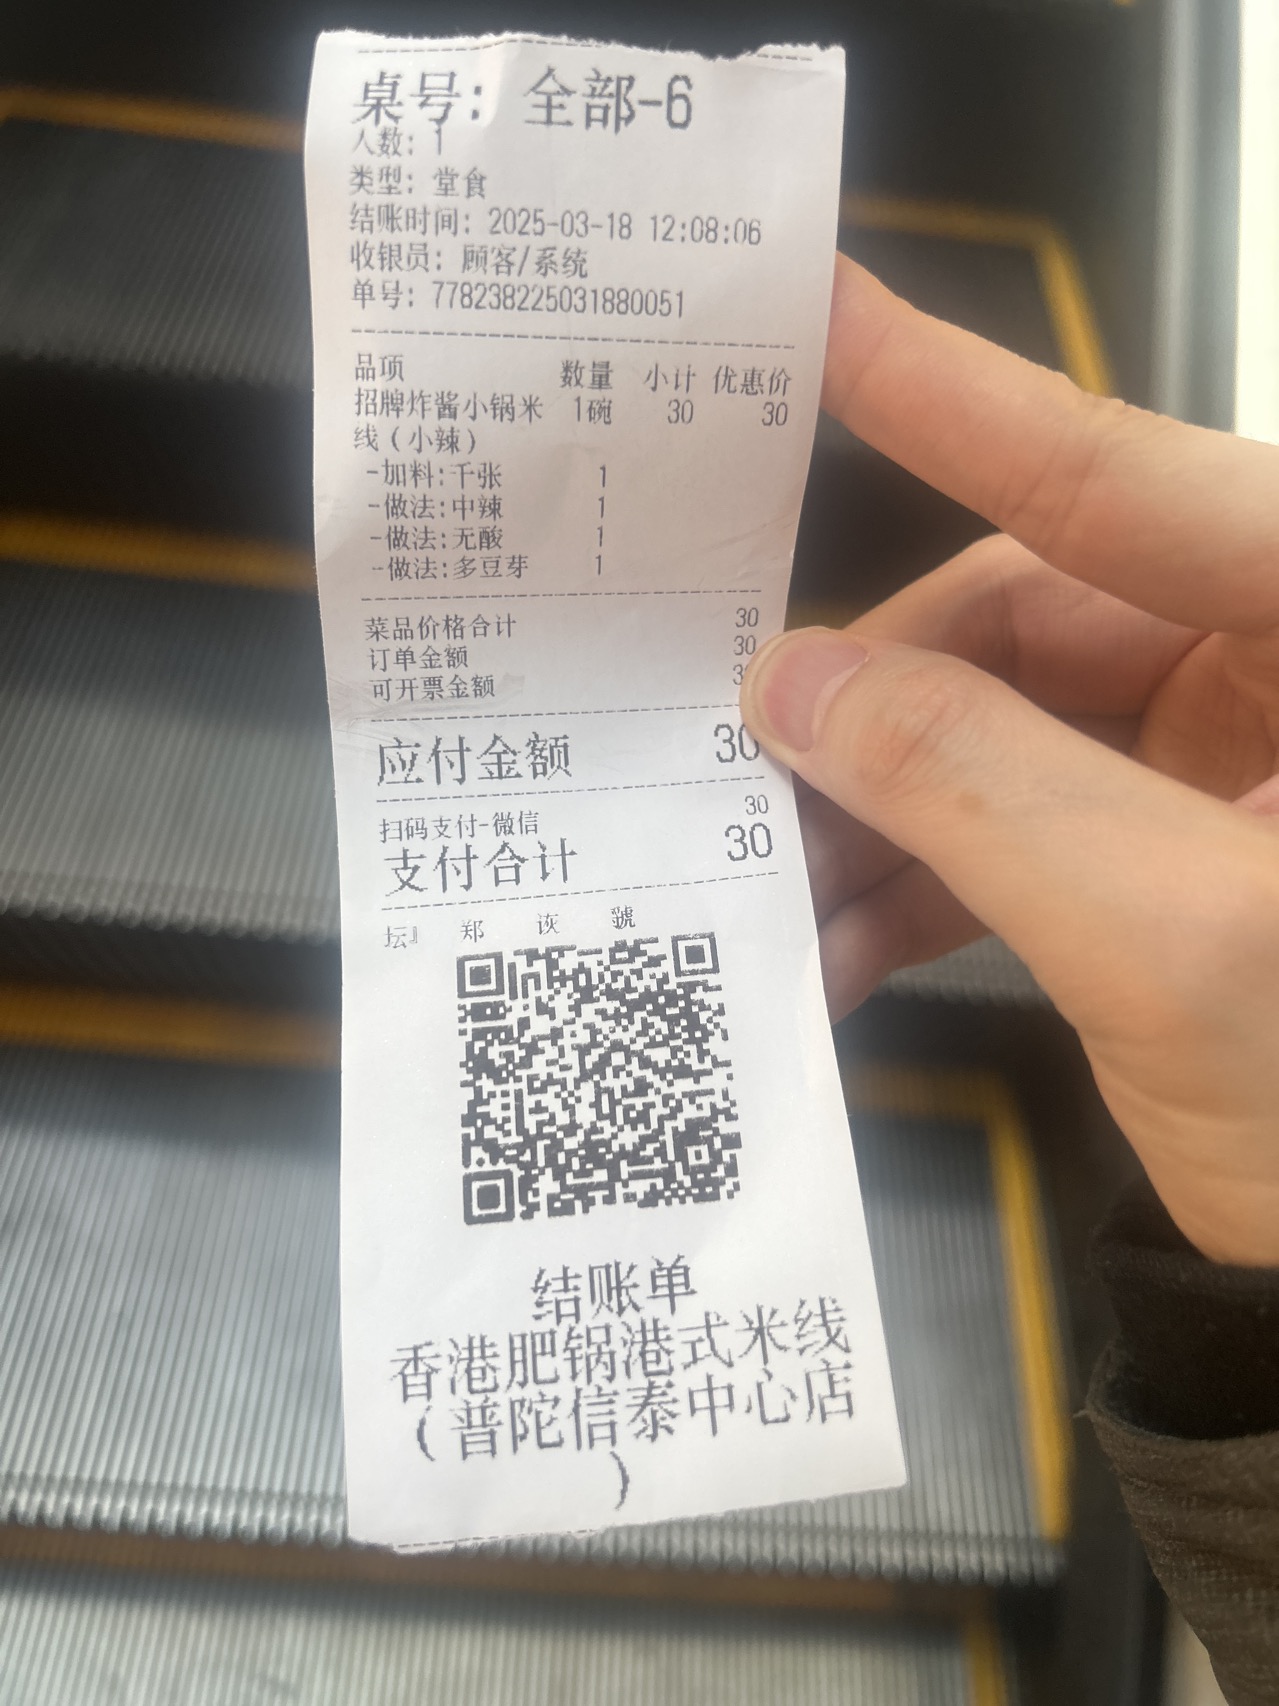 桌号：全部-6
人数：1
类型：堂食
结账时间：2025-03-18 12:08:06
收银员：顾客/系统
单号：778238225031880051
品项 数量 小计 优惠价
招牌炸酱小锅米 1碗 30 30
线（小辣）
-加料:千张 1
-做法:中辣 1
-做法:无酸 1
-做法:多豆芽 1
菜品价格合计 30
订单金额 30
可开票金额
应付金额 30
扫码支付-微信 30
支付合计 30
坛』 郑 诙 虢
结账单
香港肥锅港式米线
（普陀信泰中心店
）